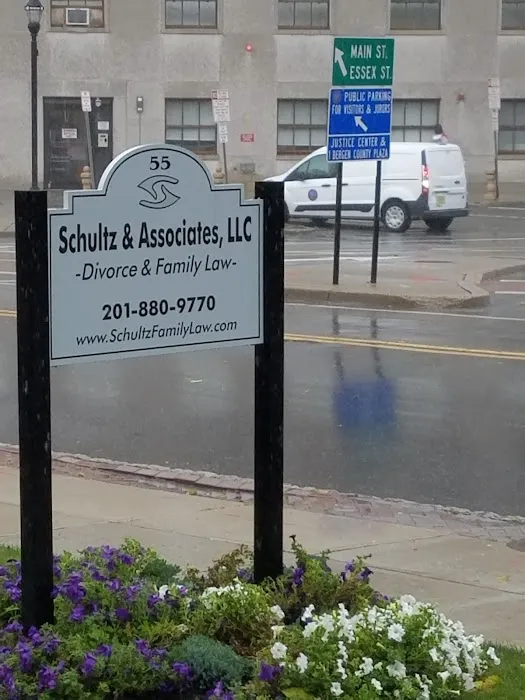 55
Schultz & Associates, LLC
-Divorce & Family Law-
201-880-9770
www.SchultzFamilyLaw.com
MAIN ST.
ESSEX ST.
PUBLIC PARKING
FOR VISITORS & JURORS
JUSTICE CENTER &
BERGEN COUNTY PLAZA